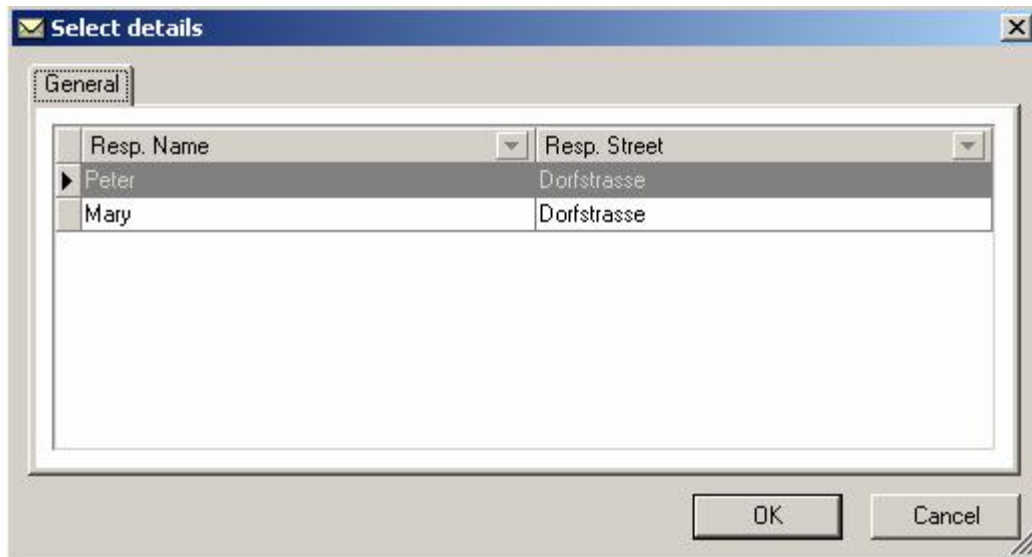 Select details
General
Resp. Name Resp. Street
Peter Dorfstrasse
Mary Dorfstrasse
OK Cancel